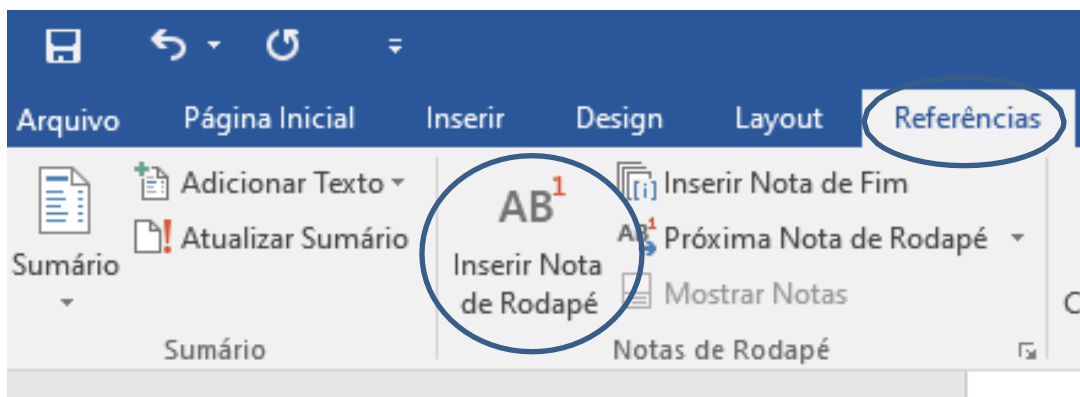 Arquivo Página Inicial Inserir Design Layout Referências
Sumário
Adicionar Texto
Atualizar Sumário
Sumário
AB1
Inserir Nota
de Rodapé
Inserir Nota de Fim
Próxima Nota de Rodapé
Mostrar Notas
Notas de Rodapé